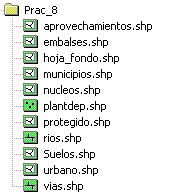 Prac_8
aprovechamientos.shp
embalses.shp
hoja_fondo.shp
municipios.shp
nucleos.shp
plantdep.shp
protegido.shp
rios.shp
Suelos.shp
urbano.shp
vias.shp